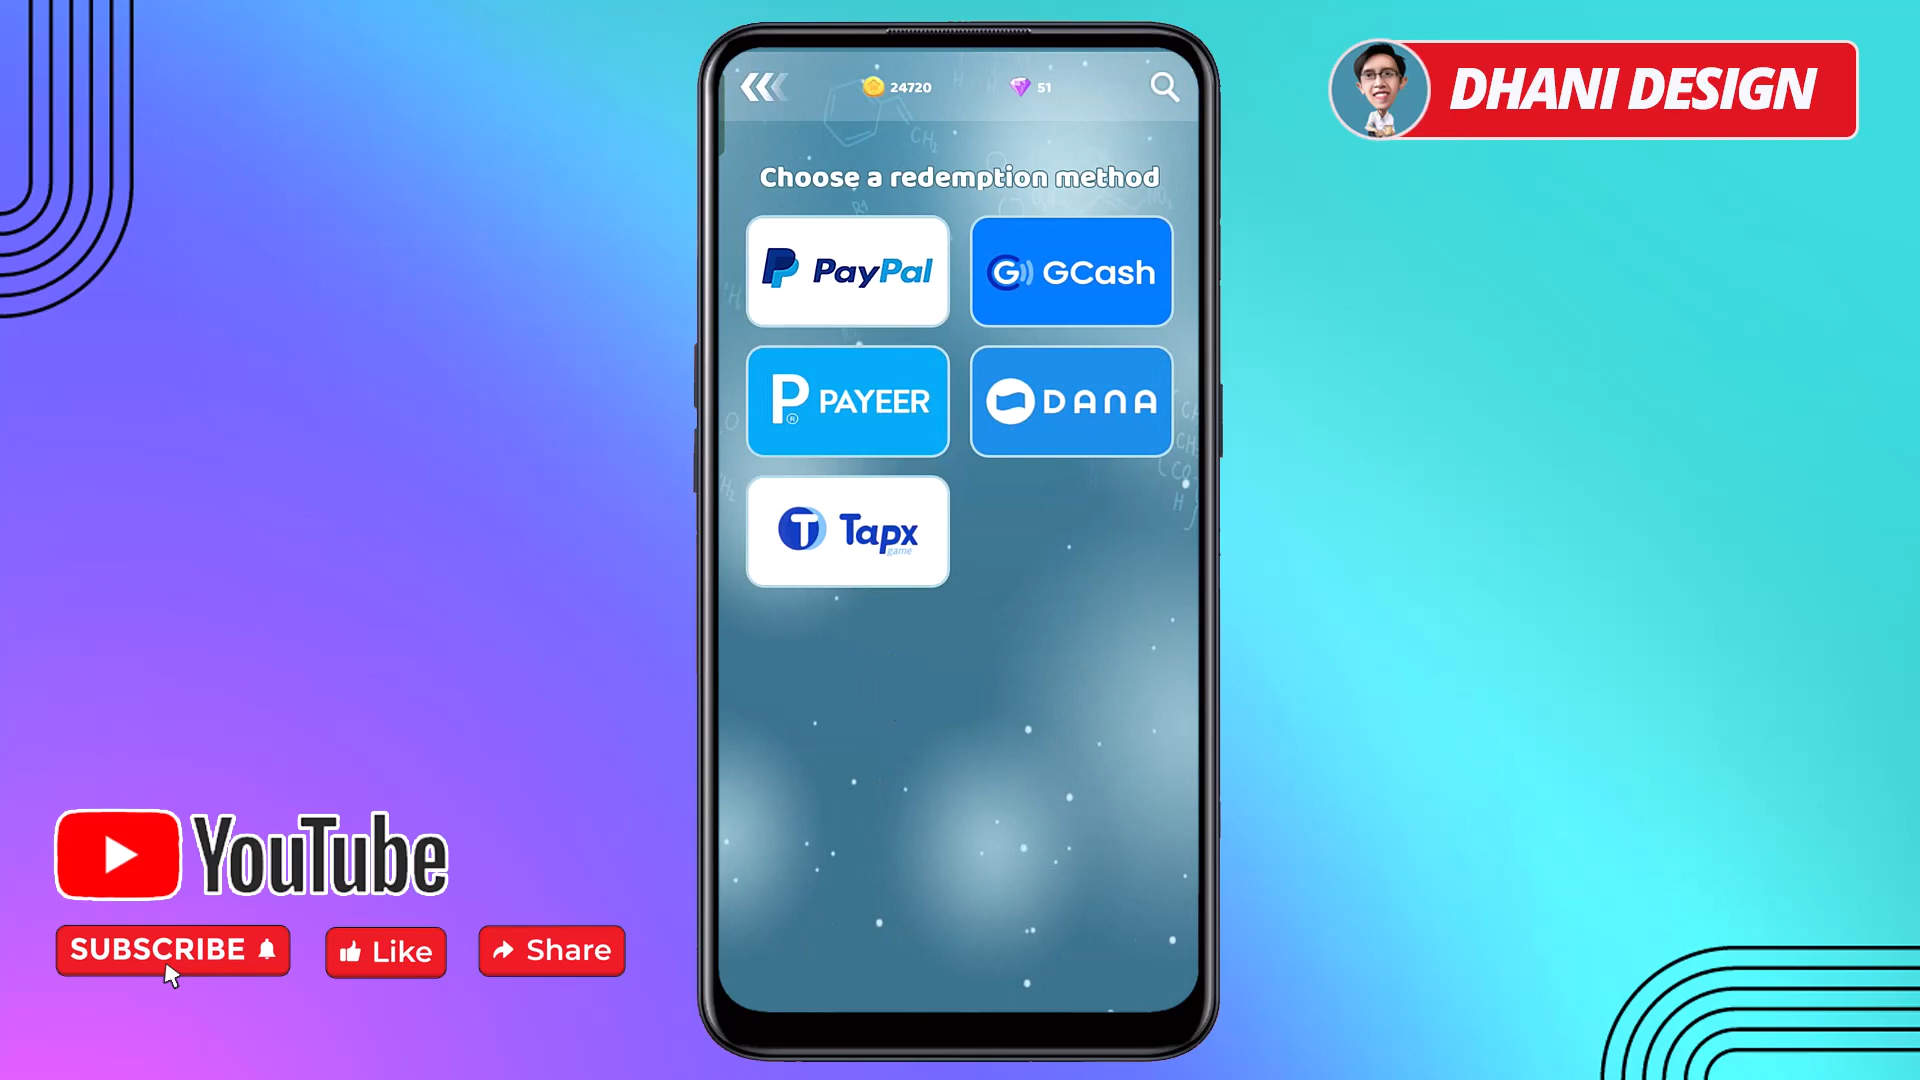 DHANI DESIGN
24720
51
Choose a redemption method
PayPal
GCash
PAYEER
DANA
Tapx
game
YouTube
SUBSCRIBE
Like
Share